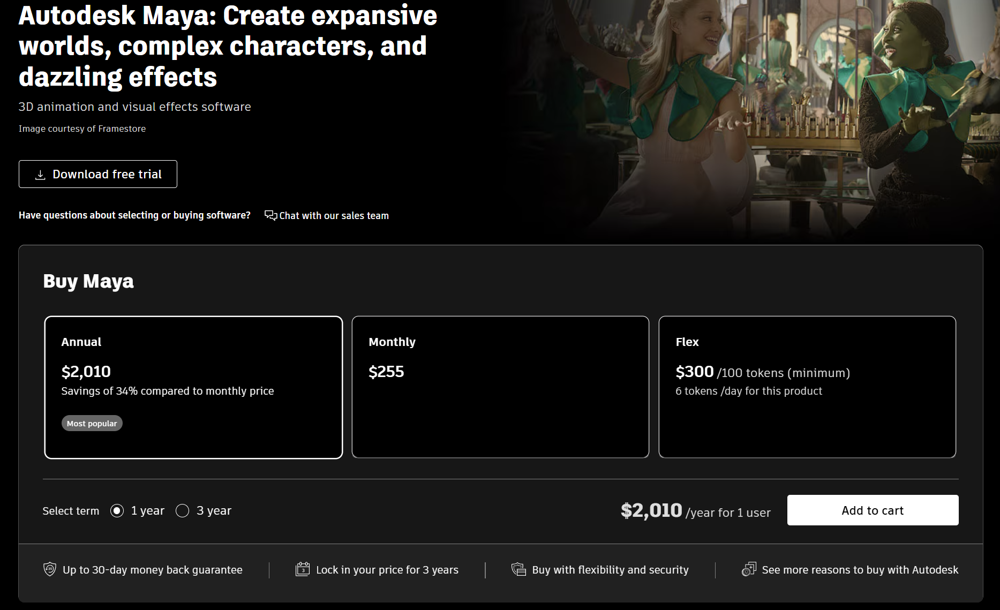 Autodesk Maya: Create expansive
worlds, complex characters, and
dazzling effects
3D animation and visual effects software
Image courtesy of Framestore
Download free trial
Have questions about selecting or buying software? Chat with our sales team
Buy Maya
Annual
$2,010
Savings of 34% compared to monthly price
Most popular
Monthly
$255
Flex
$300 /100 tokens (minimum)
6 tokens /day for this product
Select term 1 year 3 year
$2,010 /year for 1 user
Add to cart
Up to 30-day money back guarantee
Lock in your price for 3 years
Buy with flexibility and security
See more reasons to buy with Autodesk